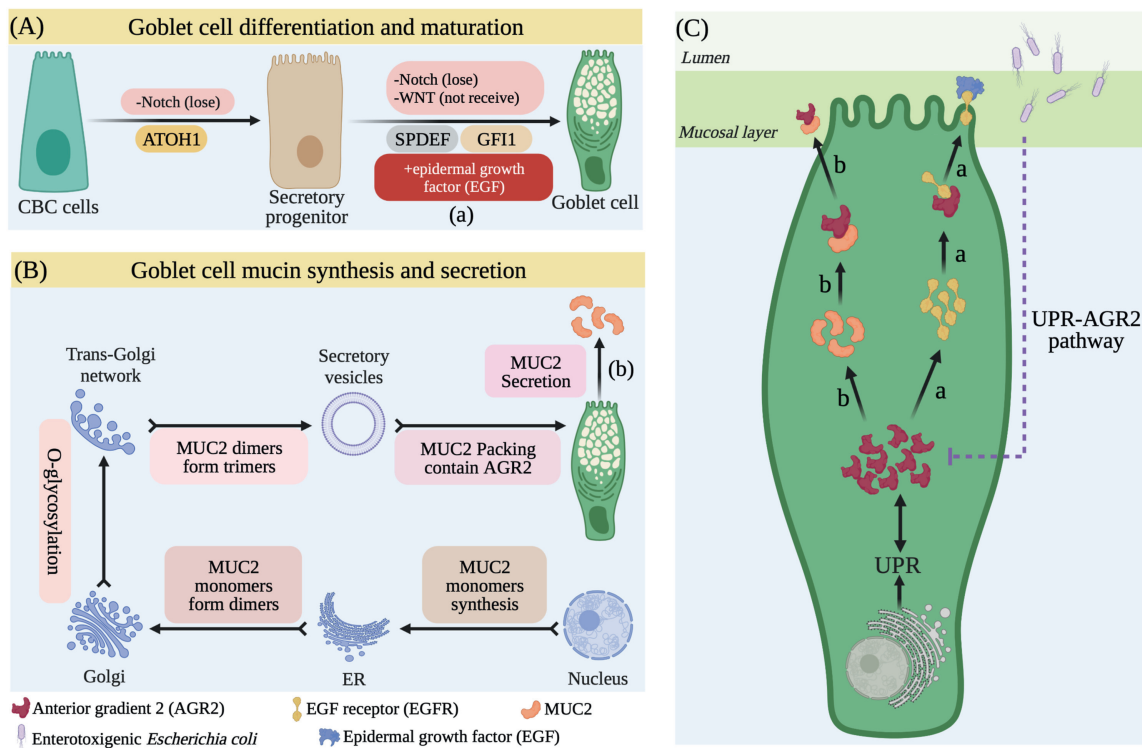 (A)
Goblet cell differentiation and maturation
-Notch (lose)
ATOH1
-Notch (lose)
-WNT (not receive)
SPDEF
GFI1
+epidermal growth
factor (EGF)
(a)
CBC cells
Secretory
progenitor
Goblet cell
(B)
Goblet cell mucin synthesis and secretion
Trans-Golgi
network
Secretory
vesicles
MUC2
Secretion
(b)
O-glycosylation
MUC2 dimers
form trimers
MUC2 Packing
contain AGR2
MUC2
monomers
form dimers
MUC2
monomers
synthesis
Golgi
ER
Nucleus
(C)
Lumen
Mucosal layer
b
a
b
a
b
a
UPR-AGR2
pathway
UPR
Anterior gradient 2 (AGR2)
EGF receptor (EGFR)
MUC2
Enterotoxigenic Escherichia coli
Epidermal growth factor (EGF)